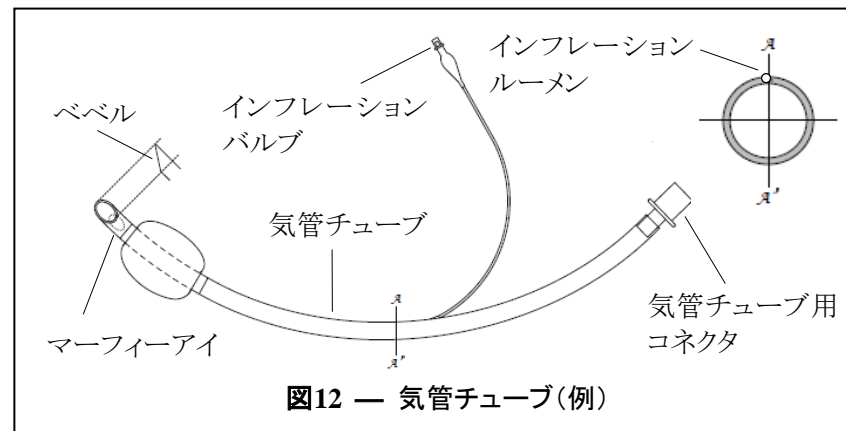 インフレーション
ルーメン
A
A'
インフレーション
バルブ
ベベル
気管チューブ
マーフィーアイ
A
A'
気管チューブ用
コネクタ
図12 — 気管チューブ(例)